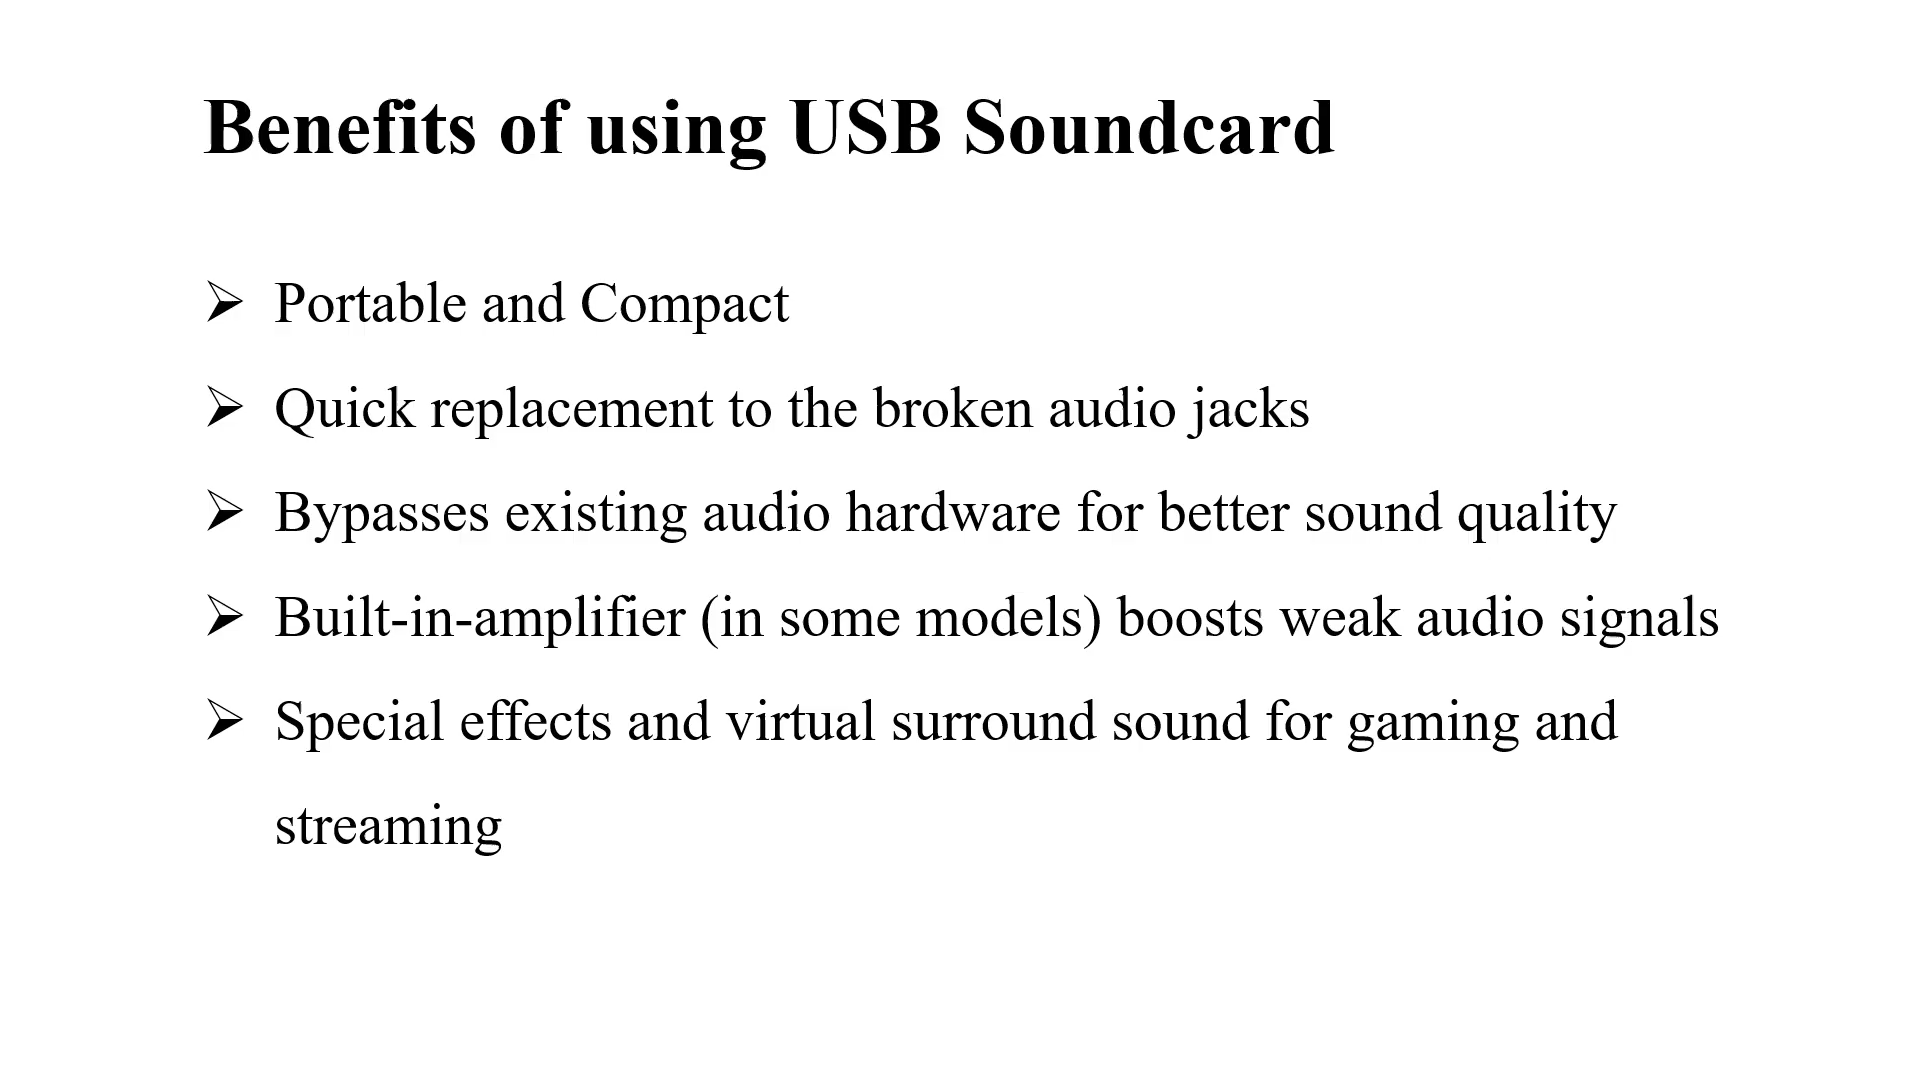 Benefits of using USB Soundcard
➢ Portable and Compact
➢ Quick replacement to the broken audio jacks
➢ Bypasses existing audio hardware for better sound quality
➢ Built-in-amplifier (in some models) boosts weak audio signals
➢ Special effects and virtual surround sound for gaming and
streaming